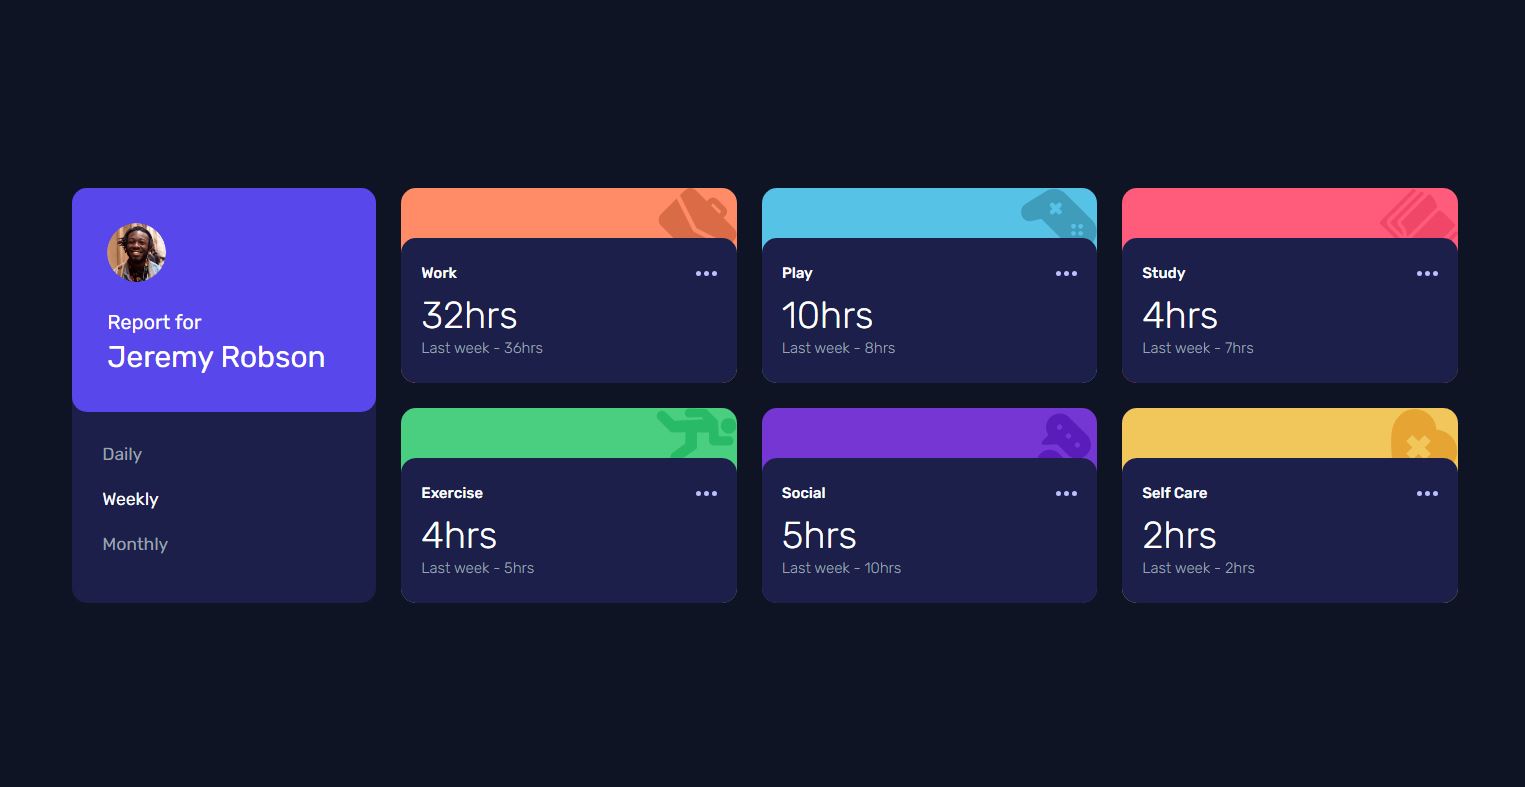 Report for
Jeremy Robson
Daily
Weekly
Monthly
Work
32hrs
Last week - 36hrs
Play
10hrs
Last week - 8hrs
Study
4hrs
Last week - 7hrs
Exercise
4hrs
Last week - 5hrs
Social
5hrs
Last week - 10hrs
Self Care
2hrs
Last week - 2hrs